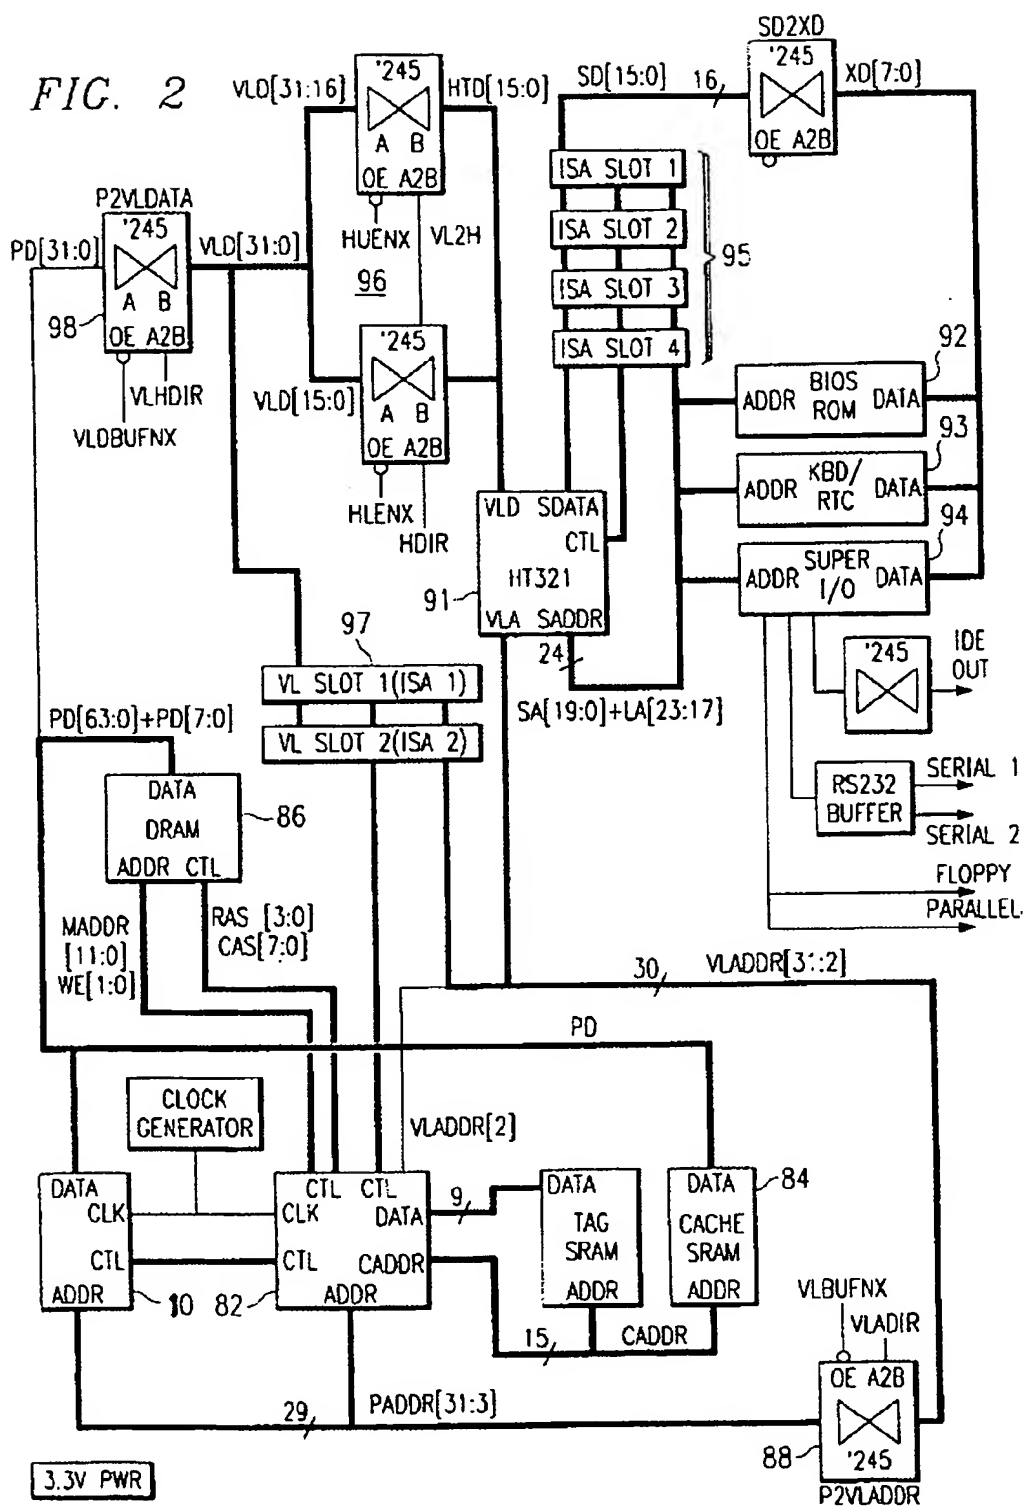 FIG. 2
SD2XD
'245
OE A2B
SD[15:0]
16
XD[7:0]
VLD[31:16]
'245
A B
OE A2B
HTD[15:0]
HUENX
VL2H
96
P2VLDATA
'245
A B
OE A2B
PD[31:0]
VLD[31:0]
98
VLHDIR
VLDBUFNX
'245
A B
OE A2B
VLD[15:0]
HLENX
HDIR
ISA SLOT 1
ISA SLOT 2
ISA SLOT 3
ISA SLOT 4
95
92
ADDR BIOS ROM DATA
93
ADDR KBD/ RTC DATA
94
ADDR SUPER I/O DATA
VLD SDATA
CTL
HT321
VLA SADDR
91
24
SA[19:0]+LA[23:17]
97
VL SLOT 1(ISA 1)
VL SLOT 2(ISA 2)
'245
IDE
OUT
RS232
BUFFER
SERIAL 1
SERIAL 2
FLOPPY
PARALLEL
PD[63:0]+PD[7:0]
DATA
DRAM
ADDR CTL
86
MADDR
[11:0]
WE[1:0]
RAS [3:0]
CAS[7:0]
30
VLADDR[31:2]
PD
CLOCK
GENERATOR
VLADDR[2]
DATA
CLK
CTL
ADDR
10
CTL CTL
CLK
DATA
CTL
CADDR
ADDR
82
9
DATA
TAG
SRAM
ADDR
DATA
CACHE
SRAM
ADDR
84
15
CADDR
VLBUFNX
VLADIR
OE A2B
'245
88
P2VLADDR
29
PADDR[31:3]
3.3V PWR